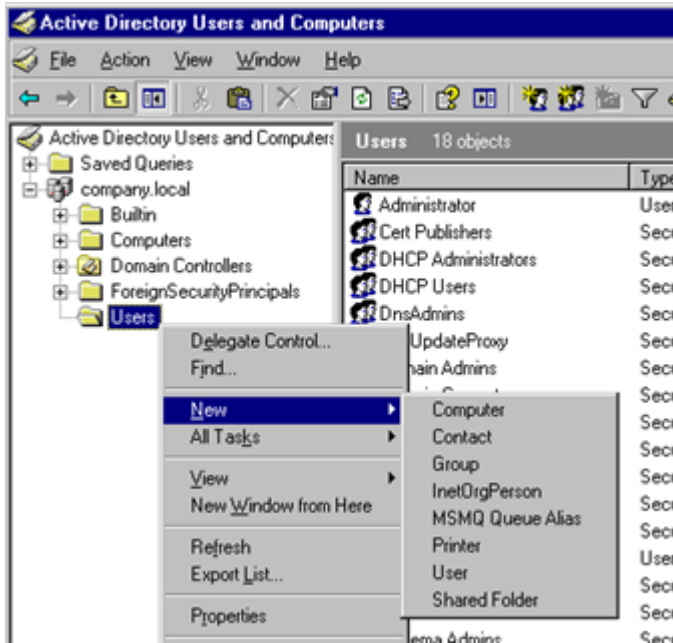 Active Directory Users and Computers
File Action View Window Help
Active Directory Users and Computers
Saved Queries
company.local
Builtin
Computers
Domain Controllers
ForeignSecurityPrincipals
Users
Users 18 objects
Name Type
Administrator User
Cert Publishers Secu
DHCP Administrators Secu
DHCP Users Secu
DnsAdmins Secu
UpdateProxy Secu
main Admins Secu
Secu
Secu
Secu
Secu
Secu
Secu
User
Secu
Secu
ema Admins Secu
Delegate Control...
Find...
New
All Tasks
View
New Window from Here
Refresh
Export List...
Properties
Computer
Contact
Group
InetOrgPerson
MSMQ Queue Alias
Printer
User
Shared Folder